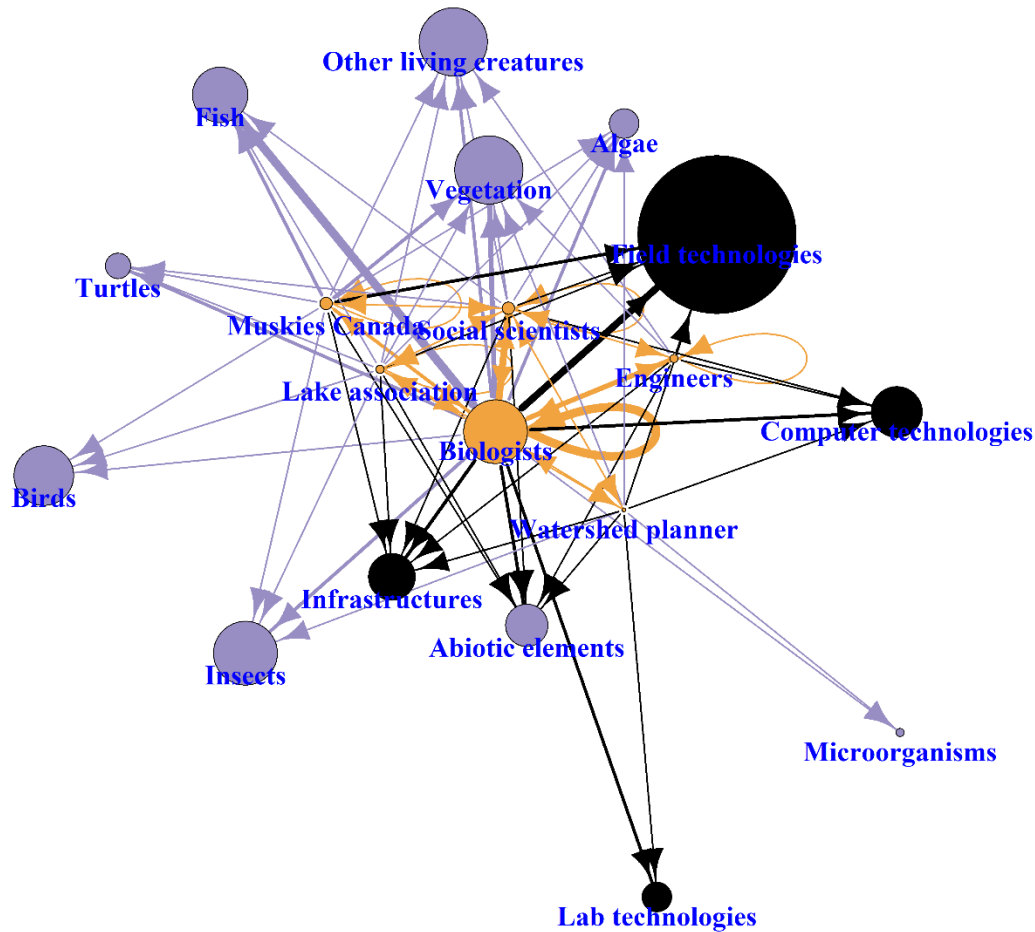 Other living creatures
Fish
Algae
Vegetation
Field technologies
Turtles
Muskies Canada
Social scientists
Lake association
Engineers
Computer technologies
Biologists
Birds
Watershed planner
Infrastructures
Abiotic elements
Insects
Microorganisms
Lab technologies